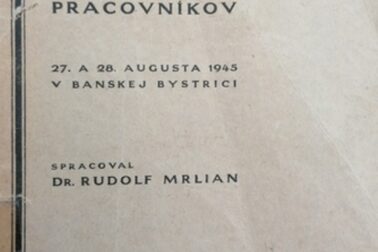 PRACOVNÍKOV
27. A 28. AUGUSTA 1945
V BANSKEJ BYSTRICI
SPRACOVAL
DR. RUDOLF MRLIAN